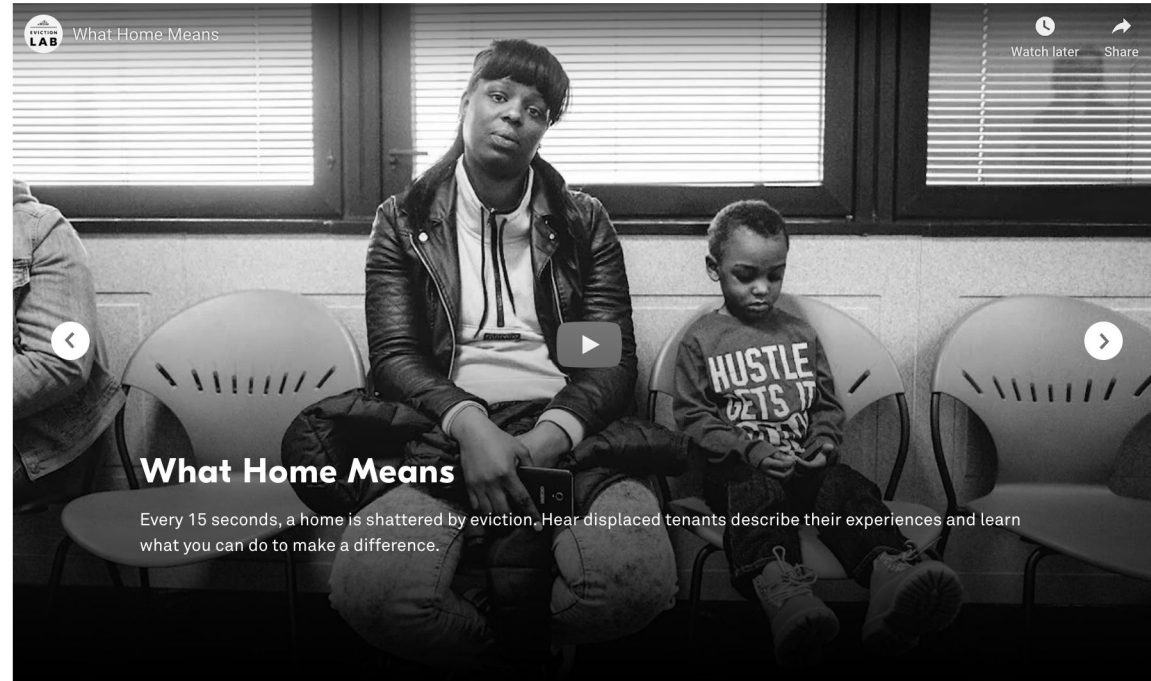 EVICTION
LAB
What Home Means
Watch later
Share
HUSTLE
GETS IT
What Home Means
Every 15 seconds, a home is shattered by eviction. Hear displaced tenants describe their experiences and learn
what you can do to make a difference.